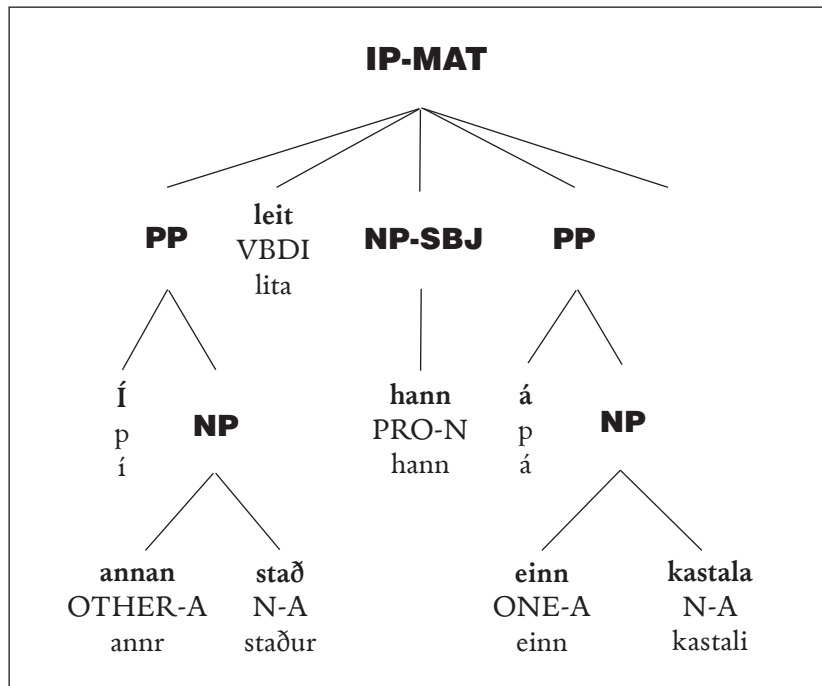 IP-MAT
PP
leit
VBDI
lita
NP-SBJ
PP
Í
p
í
NP
hann
PRO-N
hann
á
p
á
NP
annan
OTHER-A
annr
stað
N-A
staður
einn
ONE-A
einn
kastala
N-A
kastali